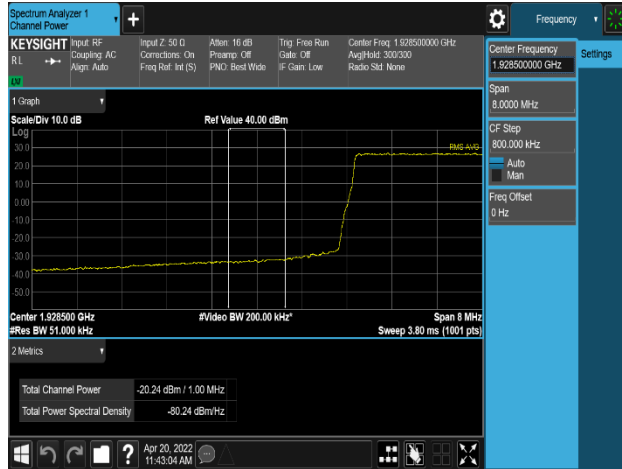 Spectrum Analyzer 1
Channel Power
+
Frequency
KEYSIGHT
R L
LW
Input: RF
Coupling: AC
Align: Auto
Input Z: 50 Ω
Corrections: On
Freq Ref: Int (S)
Atten: 16 dB
Preamp: Off
PNO: Best Wide
Trig: Free Run
Gate: Off
IF Gain: Low
Center Freq: 1.928500000 GHz
Avg|Hold: 300/300
Radio Std: None
Center Frequency
1.928500000 GHz
Settings
Span
8.0000 MHz
CF Step
800.000 kHz
Auto
Man
Freq Offset
0 Hz
1 Graph
Scale/Div 10.0 dB
Ref Value 40.00 dBm
Log
RMS AVG
30.0
20.0
10.0
0.00
-10.0
-20.0
-30.0
-40.0
-50.0
Center 1.928500 GHz
#Video BW 200.00 kHz*
Span 8 MHz
#Res BW 51.000 kHz
Sweep 3.80 ms (1001 pts)
2 Metrics
Total Channel Power -20.24 dBm / 1.00 MHz
Total Power Spectral Density -80.24 dBm/Hz
?
Apr 20, 2022
11:43:04 AM